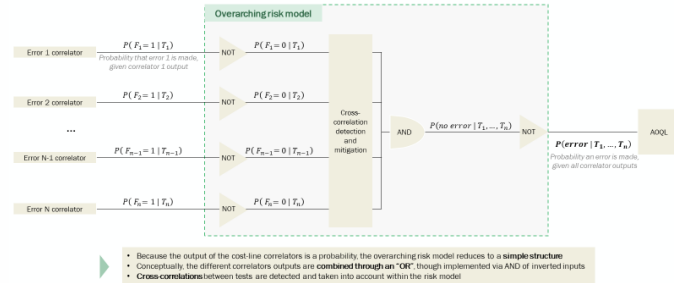 Overarching risk model
Error 1 correlator
P( F₁= 1 | T₁)
Probability that error 1 is made,
given correlator 1 output
NOT
P( F₁= 0 | T₁)
Error 2 correlator
P( F₂= 1 | T₂)
NOT
P( F₂= 0 | T₂)
...
Error N-1 correlator
P( Fₙ₋₁= 1 | Tₙ₋₁)
NOT
P( Fₙ₋₁= 0 | Tₙ₋₁)
Error N correlator
P( Fₙ= 1 | Tₙ)
NOT
P( Fₙ= 0 | Tₙ)
Cross-
correlation
detection
and
mitigation
AND
P(no error | T₁, ..., Tₙ)
NOT
P(error | T₁, ..., Tₙ)
Probability an error is made,
given all correlator outputs
AOQL
• Because the output of the cost-line correlators is a probability, the overarching risk model reduces to a simple structure
• Conceptually, the different correlators outputs are combined through an "OR", though implemented via AND of inverted inputs
• Cross-correlations between tests are detected and taken into account within the risk model